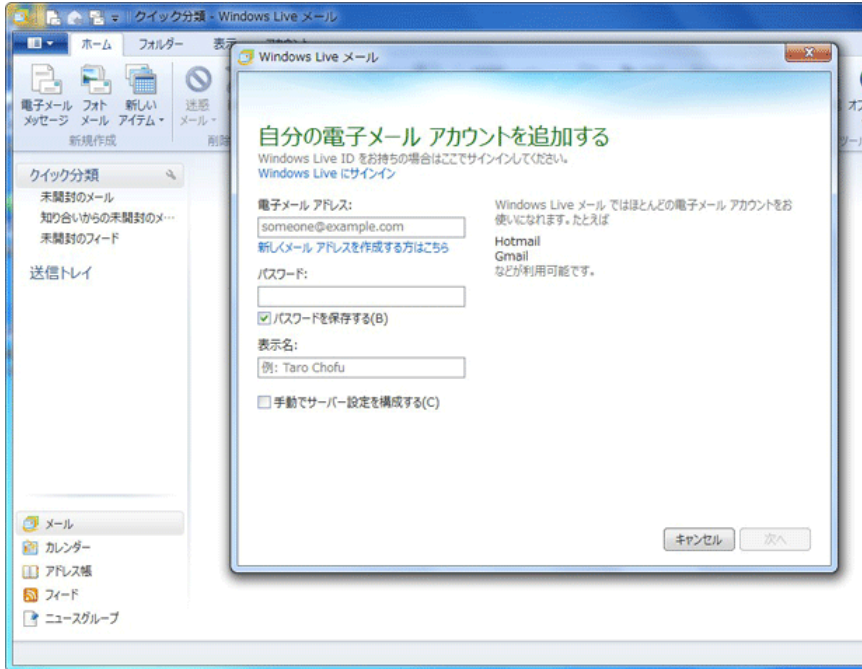 クイック分類 - Windows Live メール
ホーム
フォルダー
表示
電子メール
メッセージ
フォト
メール
新しい
アイテム
迷惑
メール
新規作成
削除
クイック分類
未開封のメール
知り合いからの未開封のメ…
未開封のフィード
送信トレイ
メール
カレンダー
アドレス帳
フィード
ニュースグループ
Windows Live メール
自分の電子メール アカウントを追加する
Windows Live ID をお持ちの場合はここでサインインしてください。
Windows Live にサインイン
電子メール アドレス:
someone@example.com
新しくメール アドレスを作成する方はこちら
パスワード:
パスワードを保存する(B)
表示名:
例: Taro Chofu
手動でサーバー設定を構成する(C)
Windows Live メール ではほとんどの電子メール アカウントをお
使いになれます。たとえば
Hotmail
Gmail
などが利用可能です。
キャンセル
次へ